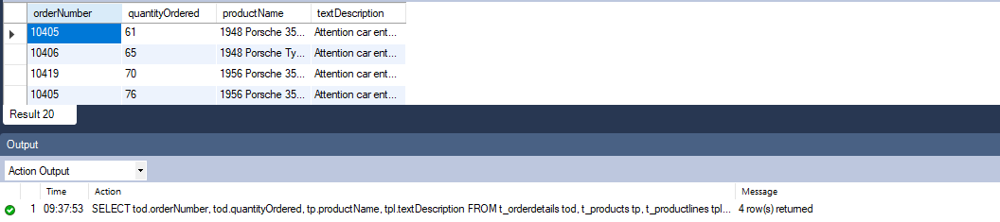 orderNumber quantityOrdered productName textDescription
10405 61 1948 Porsche 35... Attention car ent...
10406 65 1948 Porsche Ty... Attention car ent...
10419 70 1956 Porsche 35... Attention car ent...
10405 76 1956 Porsche 35... Attention car ent...
Result 20
Output
Action Output
Time Action Message
1 09:37:53 SELECT tod.orderNumber, tod.quantityOrdered, tp.productName, tpl.textDescription FROM t_orderdetails tod, t_products tp, t_productlines tpl... 4 row(s) returned